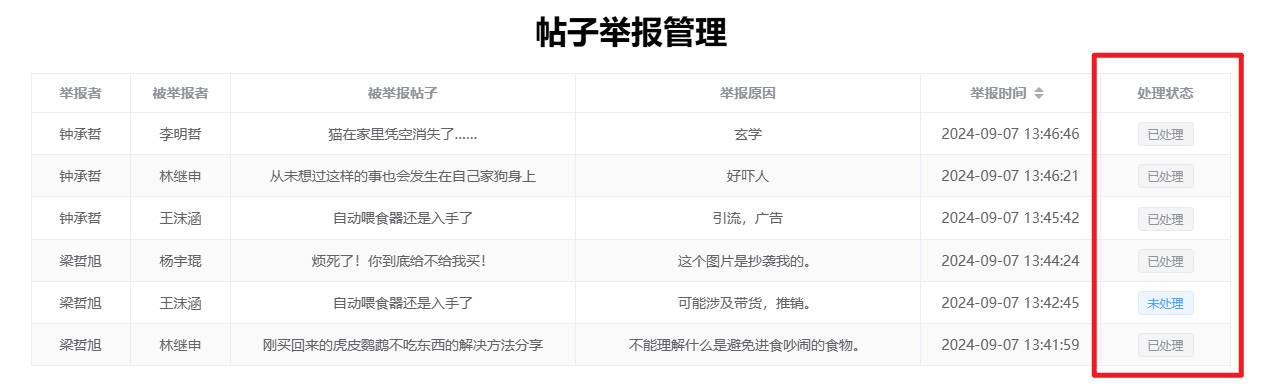 帖子举报管理
举报者 被举报者 被举报帖子 举报原因 举报时间 处理状态
钟承哲 李明哲 猫在家里凭空消失了…… 玄学 2024-09-07 13:46:46 已处理
钟承哲 林继申 从未想过这样的事也会发生在自己家狗身上 好吓人 2024-09-07 13:46:21 已处理
钟承哲 王沫涵 自动喂食器还是入手了 引流，广告 2024-09-07 13:45:42 已处理
梁哲旭 杨宇琨 烦死了！你到底给不给我买！ 这个图片是抄袭我的。 2024-09-07 13:44:24 已处理
梁哲旭 王沫涵 自动喂食器还是入手了 可能涉及带货，推销。 2024-09-07 13:42:45 未处理
梁哲旭 林继申 刚买回来的虎皮鹦鹉不吃东西的解决方法分享 不能理解什么是避免进食吵闹的食物。 2024-09-07 13:41:59 已处理